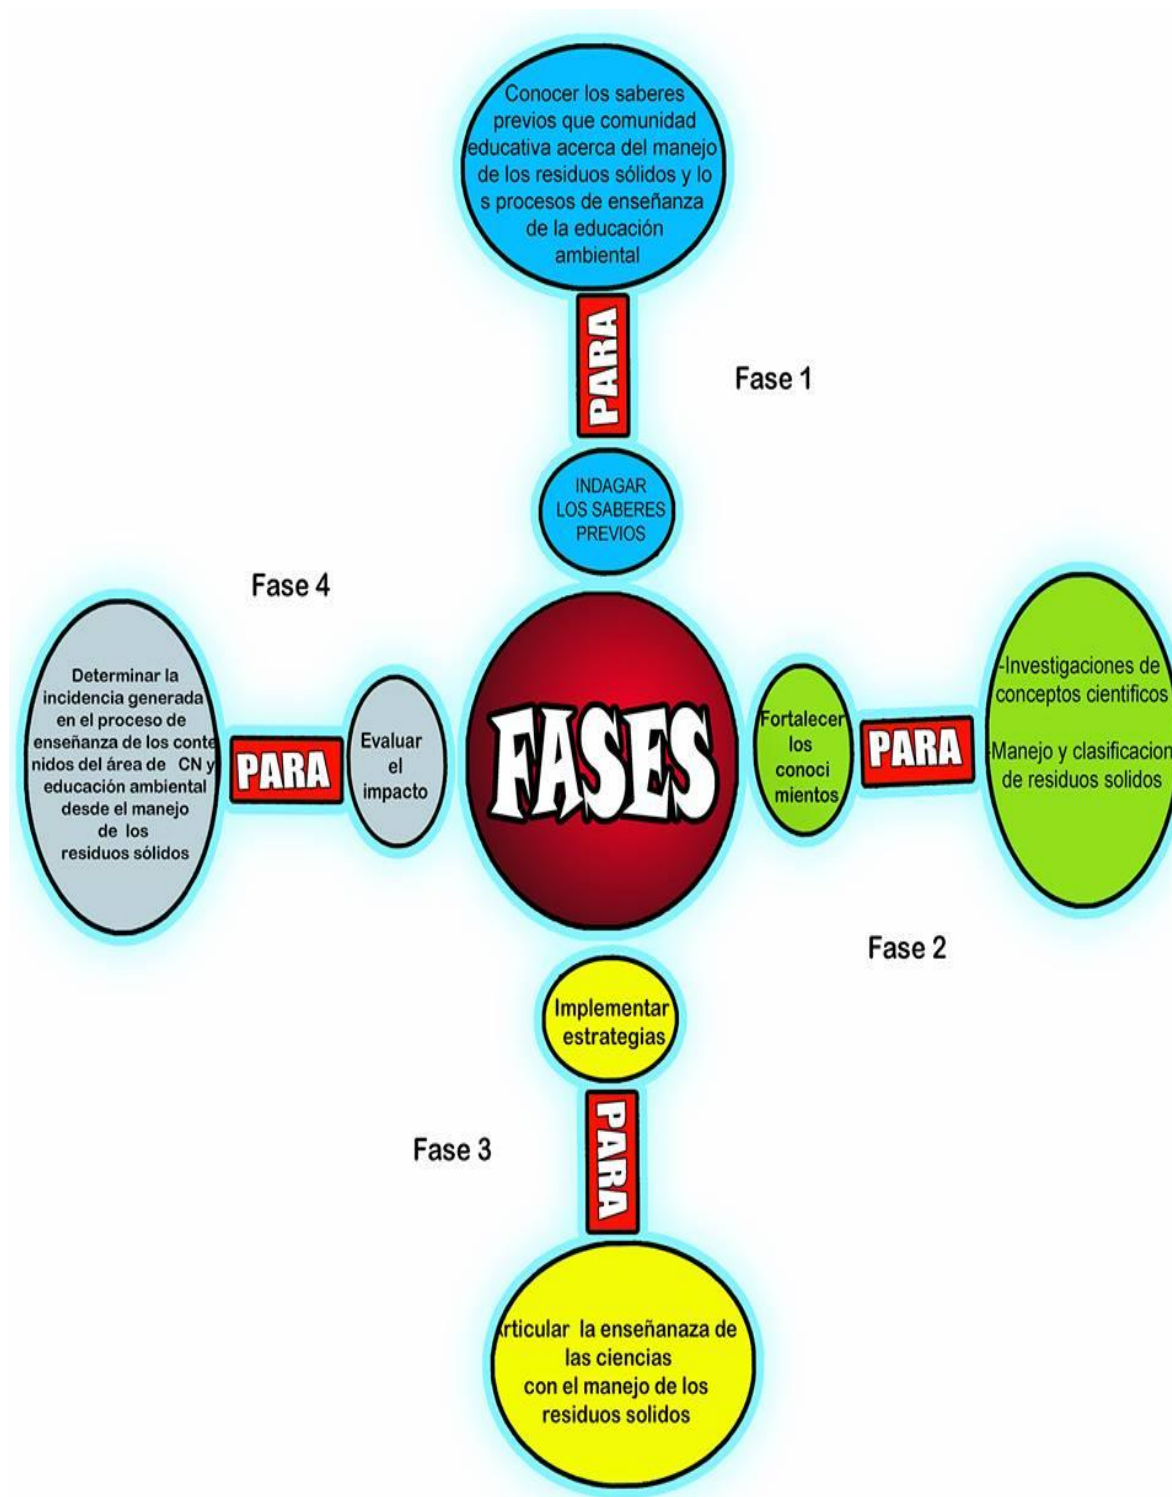 Conocer los saberes
previos que comunidad
educativa acerca del manejo
de los residuos sólidos y lo
s procesos de enseñanza
de la educación
ambiental
PARA
Fase 1
INDAGAR
LOS SABERES
PREVIOS
Fase 4
Determinar la
incidencia generada
en el proceso de
enseñanza de los conte
nidos del área de CN y
educación ambiental
desde el manejo
de los
residuos sólidos
PARA
Evaluar
el
impacto
FASES
Fortalecer
los
conoci
mientos
PARA
-Investigaciones de
conceptos cientificos
-Manejo y clasificacion
de residuos solidos
Fase 2
Implementar
estrategias
PARA
Fase 3
rticular la enseñanaza de
las ciencias
con el manejo de los
residuos solidos